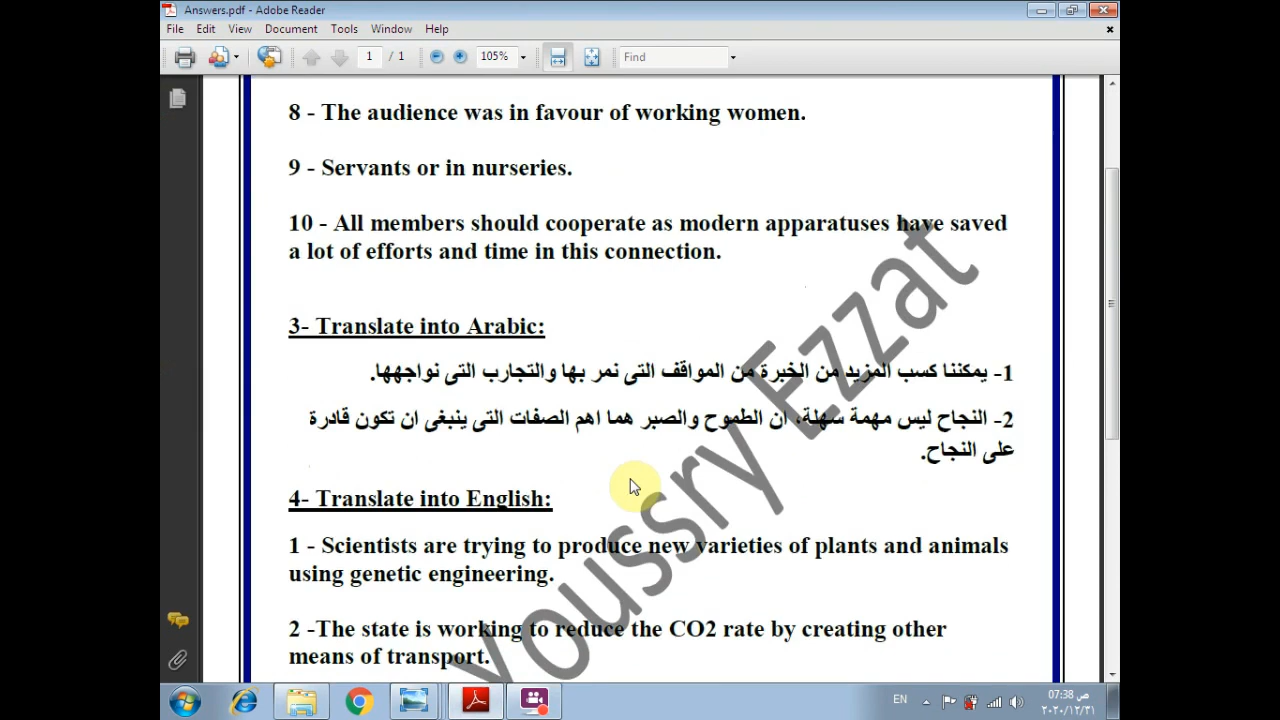 Answers.pdf - Adobe Reader
File Edit View Document Tools Window Help
1 / 1 105% Find
8 - The audience was in favour of working women.
9 - Servants or in nurseries.
10 - All members should cooperate as modern apparatuses have saved
a lot of efforts and time in this connection.
3- Translate into Arabic:
1- يمكننا كسب المزيد من الخبرة من المواقف التى نمر بها والتجارب التى نواجهها.
2- النجاح ليس مهمة سهلة، ان الطموح والصبر هما اهم الصفات التى ينبغى ان تكون قادرة
على النجاح.
4- Translate into English:
1 - Scientists are trying to produce new varieties of plants and animals
using genetic engineering.
2 -The state is working to reduce the CO2 rate by creating other
means of transport.
Youssry Ezzat
EN
07:38 ص
٢٠٢٠/١٢/٣١